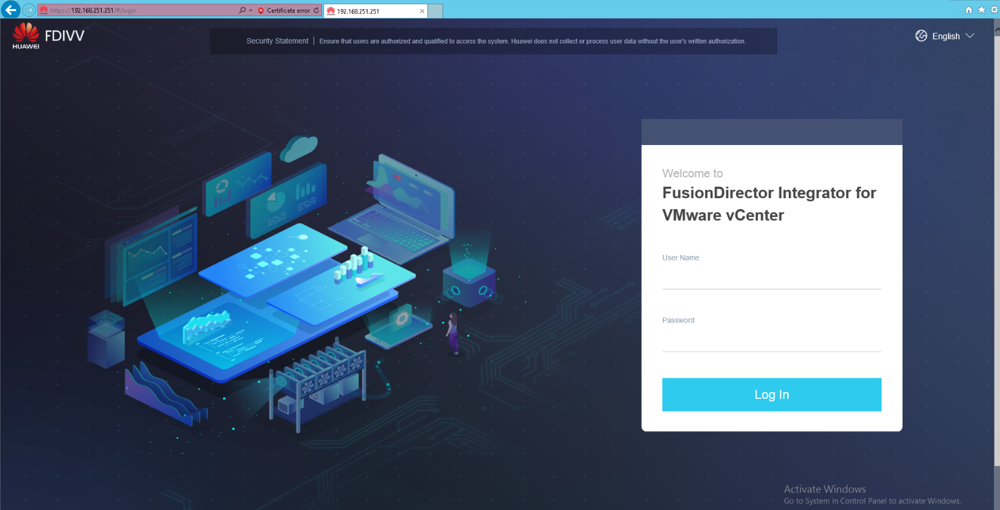 https://192.168.251.251/#/login
Certificate error
192.168.251.251
HUAWEI
FDIVV
Security Statement
Ensure that users are authorized and qualified to access the system. Huawei does not collect or process user data without the user's written authorization.
English
Welcome to
FusionDirector Integrator for
VMware vCenter
User Name
Password
Log In
Activate Windows
Go to System in Control Panel to activate Windows.